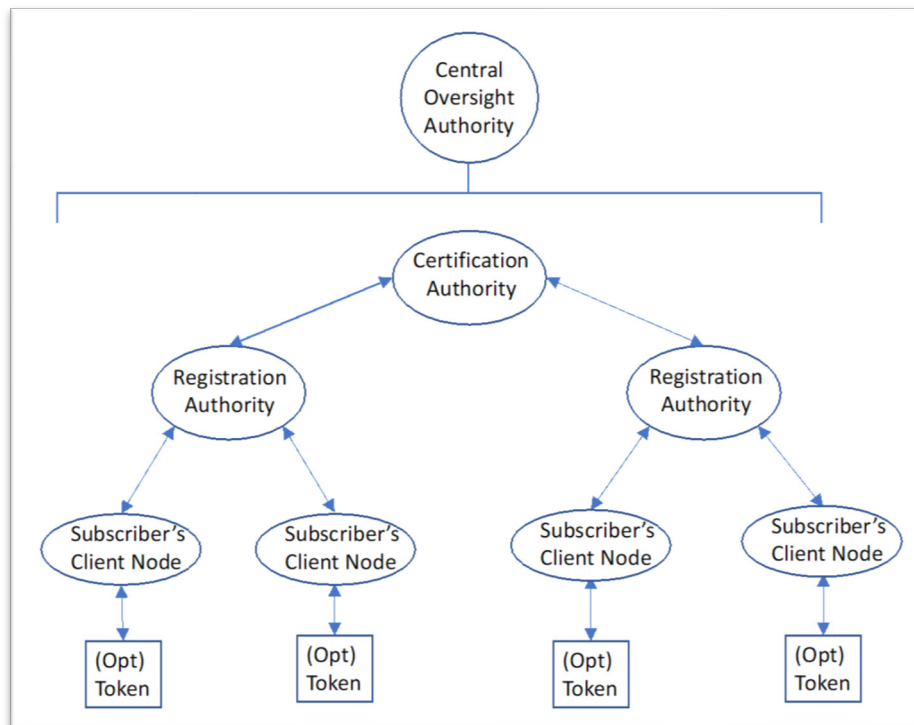 Central
Oversight
Authority
Certification
Authority
Registration
Authority
Registration
Authority
Subscriber's
Client Node
Subscriber's
Client Node
Subscriber's
Client Node
Subscriber's
Client Node
(Opt)
Token
(Opt)
Token
(Opt)
Token
(Opt)
Token